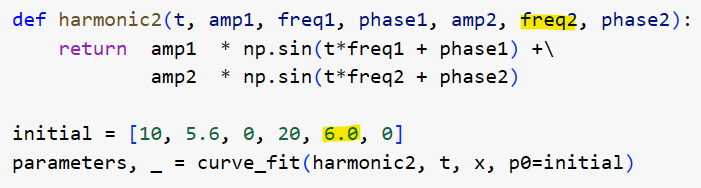 def harmonic2(t, amp1, freq1, phase1, amp2, freq2, phase2):
    return  amp1  * np.sin(t*freq1 + phase1) +\
            amp2  * np.sin(t*freq2 + phase2)

initial = [10, 5.6, 0, 20, 6.0, 0]
parameters, _ = curve_fit(harmonic2, t, x, p0=initial)